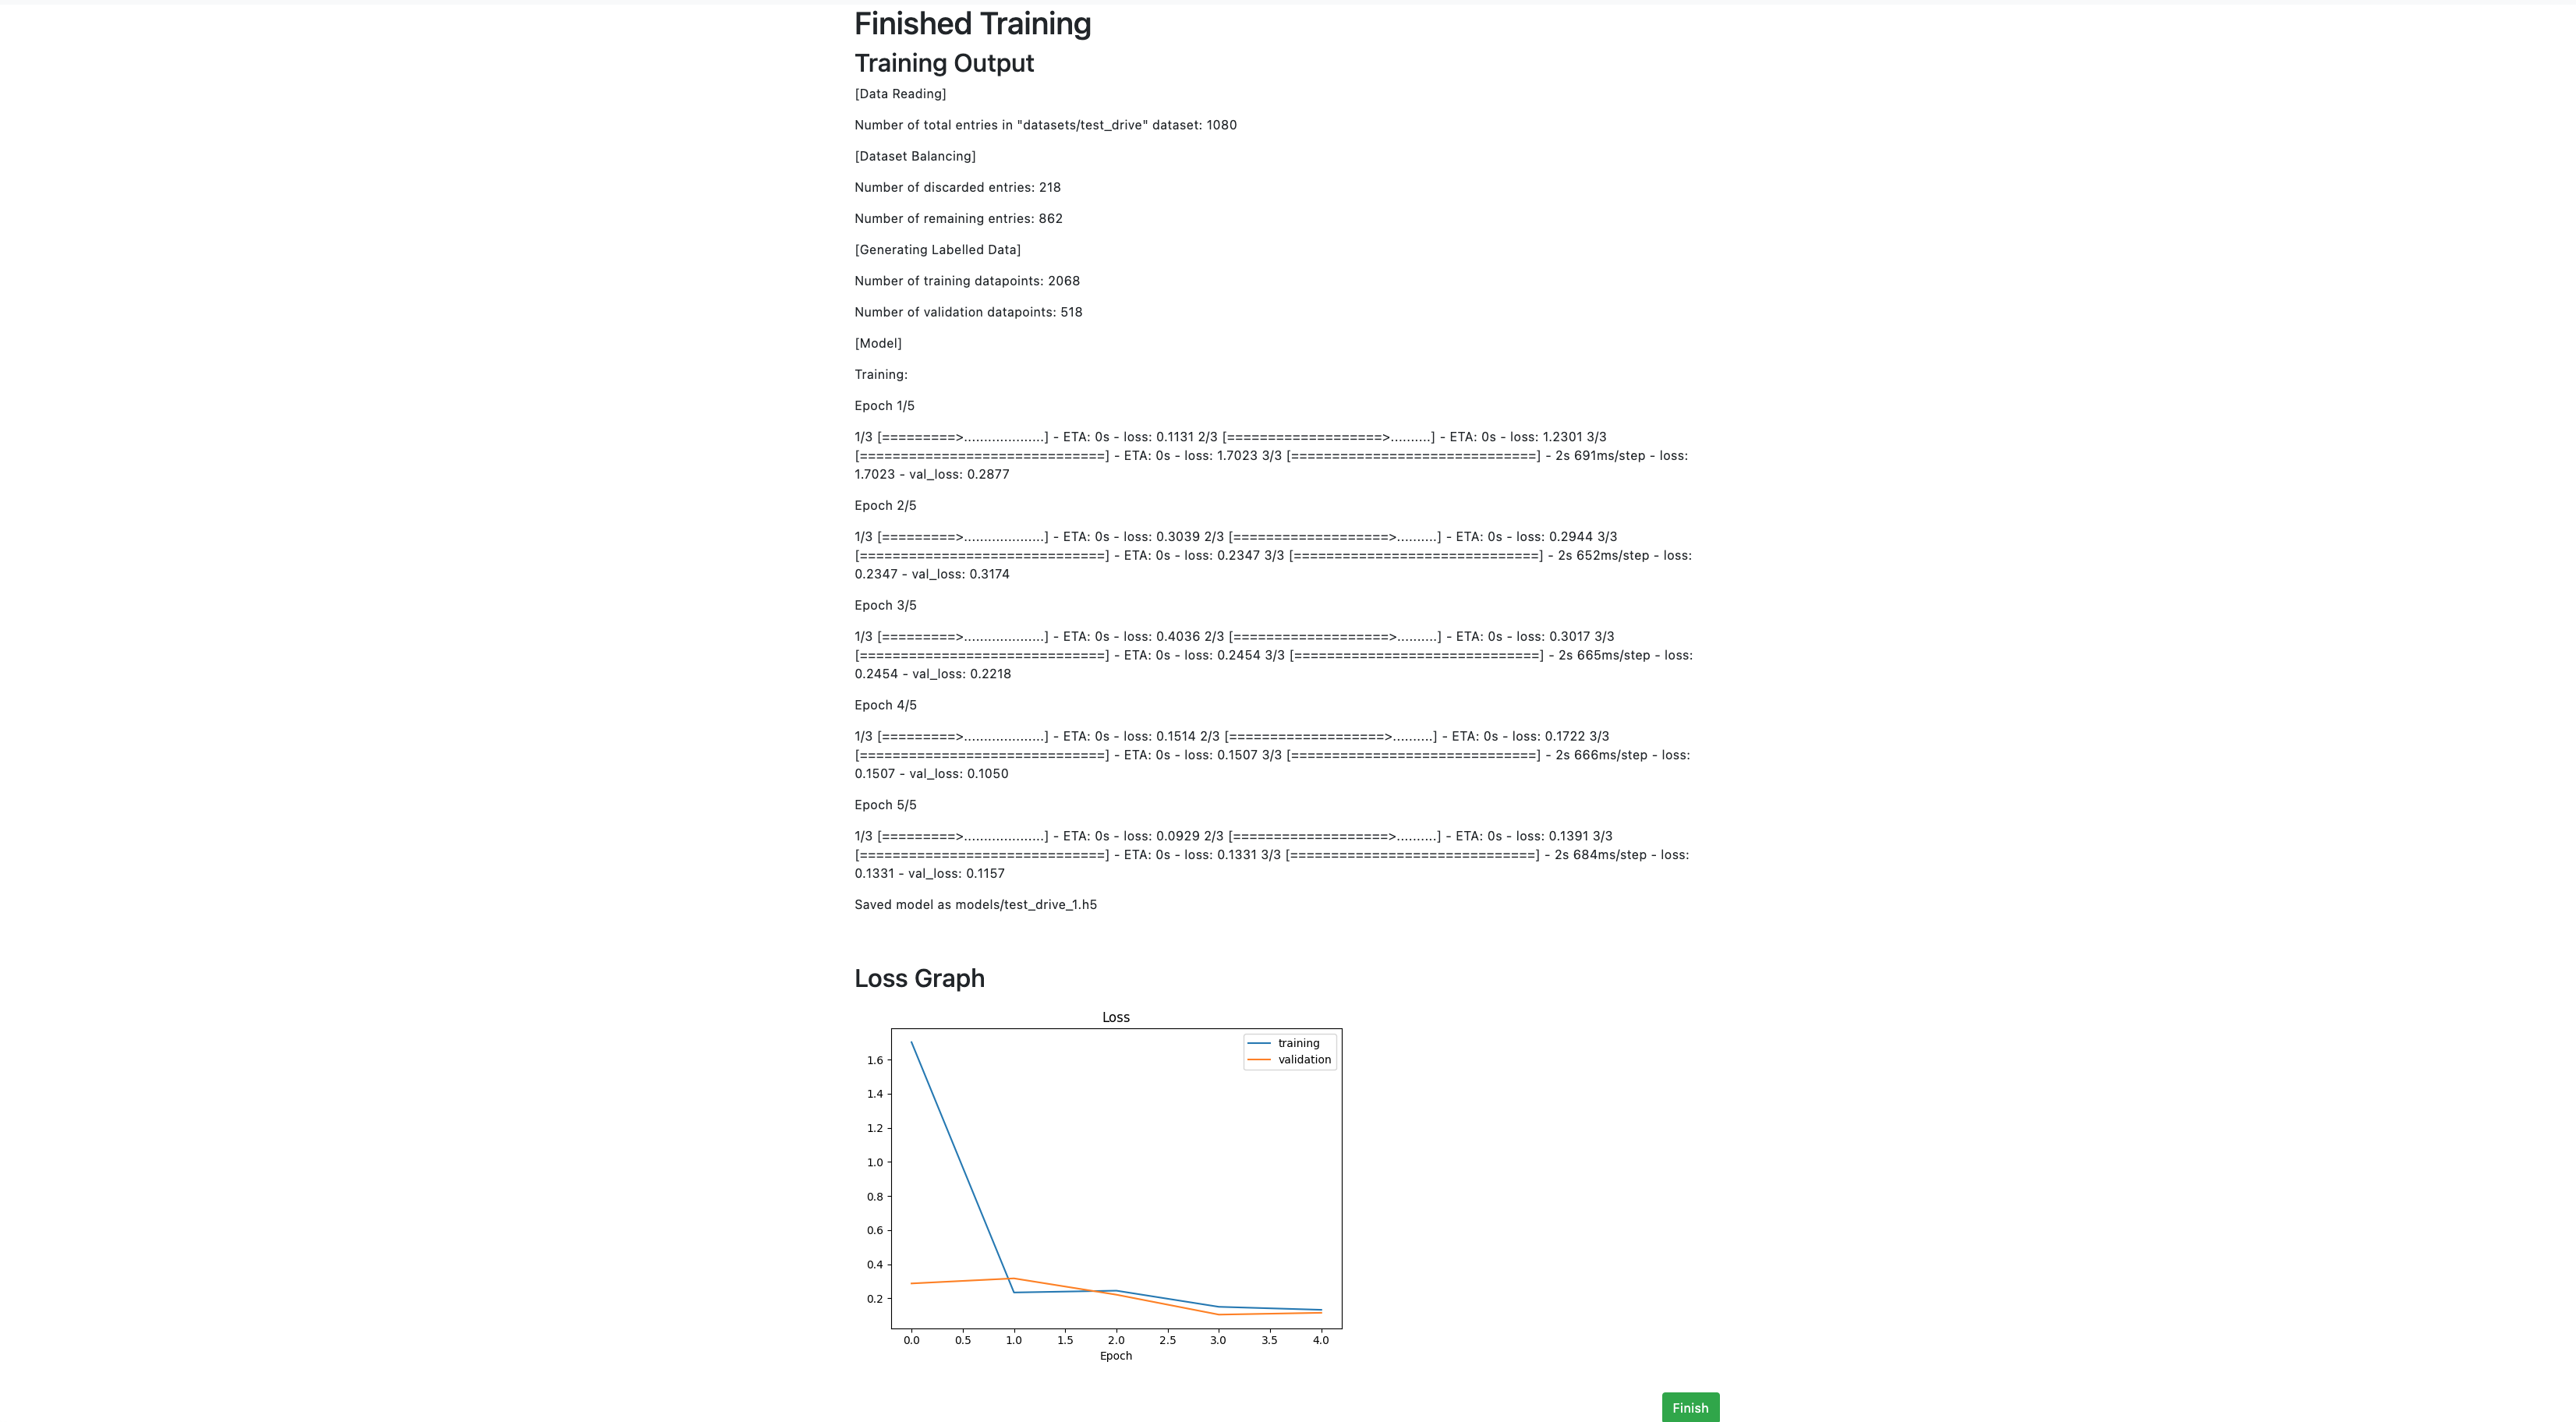 Finished Training
Training Output
[Data Reading]
Number of total entries in "datasets/test_drive" dataset: 1080
[Dataset Balancing]
Number of discarded entries: 218
Number of remaining entries: 862
[Generating Labelled Data]
Number of training datapoints: 2068
Number of validation datapoints: 518
[Model]
Training:
Epoch 1/5
1/3 [=========>....................] - ETA: 0s - loss: 0.1131 2/3 [===================>..........] - ETA: 0s - loss: 1.2301 3/3
[==============================] - ETA: 0s - loss: 1.7023 3/3 [==============================] - 2s 691ms/step - loss:
1.7023 - val_loss: 0.2877
Epoch 2/5
1/3 [=========>....................] - ETA: 0s - loss: 0.3039 2/3 [===================>..........] - ETA: 0s - loss: 0.2944 3/3
[==============================] - ETA: 0s - loss: 0.2347 3/3 [==============================] - 2s 652ms/step - loss:
0.2347 - val_loss: 0.3174
Epoch 3/5
1/3 [=========>....................] - ETA: 0s - loss: 0.4036 2/3 [===================>..........] - ETA: 0s - loss: 0.3017 3/3
[==============================] - ETA: 0s - loss: 0.2454 3/3 [==============================] - 2s 665ms/step - loss:
0.2454 - val_loss: 0.2218
Epoch 4/5
1/3 [=========>....................] - ETA: 0s - loss: 0.1514 2/3 [===================>..........] - ETA: 0s - loss: 0.1722 3/3
[==============================] - ETA: 0s - loss: 0.1507 3/3 [==============================] - 2s 666ms/step - loss:
0.1507 - val_loss: 0.1050
Epoch 5/5
1/3 [=========>....................] - ETA: 0s - loss: 0.0929 2/3 [===================>..........] - ETA: 0s - loss: 0.1391 3/3
[==============================] - ETA: 0s - loss: 0.1331 3/3 [==============================] - 2s 684ms/step - loss:
0.1331 - val_loss: 0.1157
Saved model as models/test_drive_1.h5
Loss Graph
Loss
training
validation
1.6
1.4
1.2
1.0
0.8
0.6
0.4
0.2
0.0 0.5 1.0 1.5 2.0 2.5 3.0 3.5 4.0
Epoch
Finish